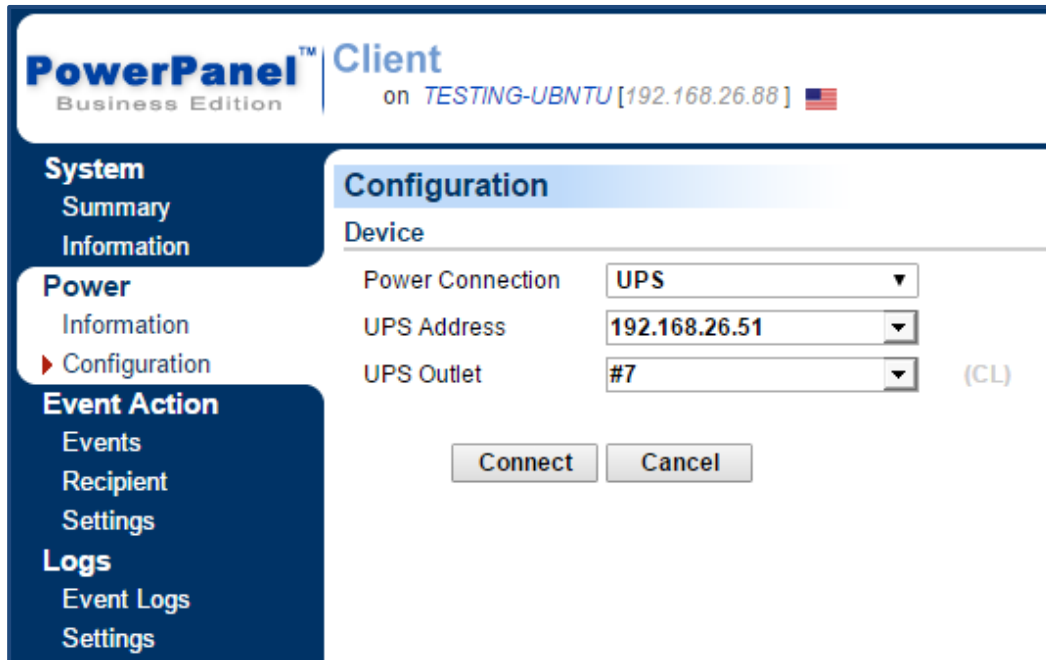 PowerPanel™
Business Edition
Client
on TESTING-UBNTU [192.168.26.88]
System
Summary
Information
Power
Information
Configuration
Event Action
Events
Recipient
Settings
Logs
Event Logs
Settings
Configuration
Device
Power Connection UPS
UPS Address 192.168.26.51
UPS Outlet #7 (CL)
Connect Cancel